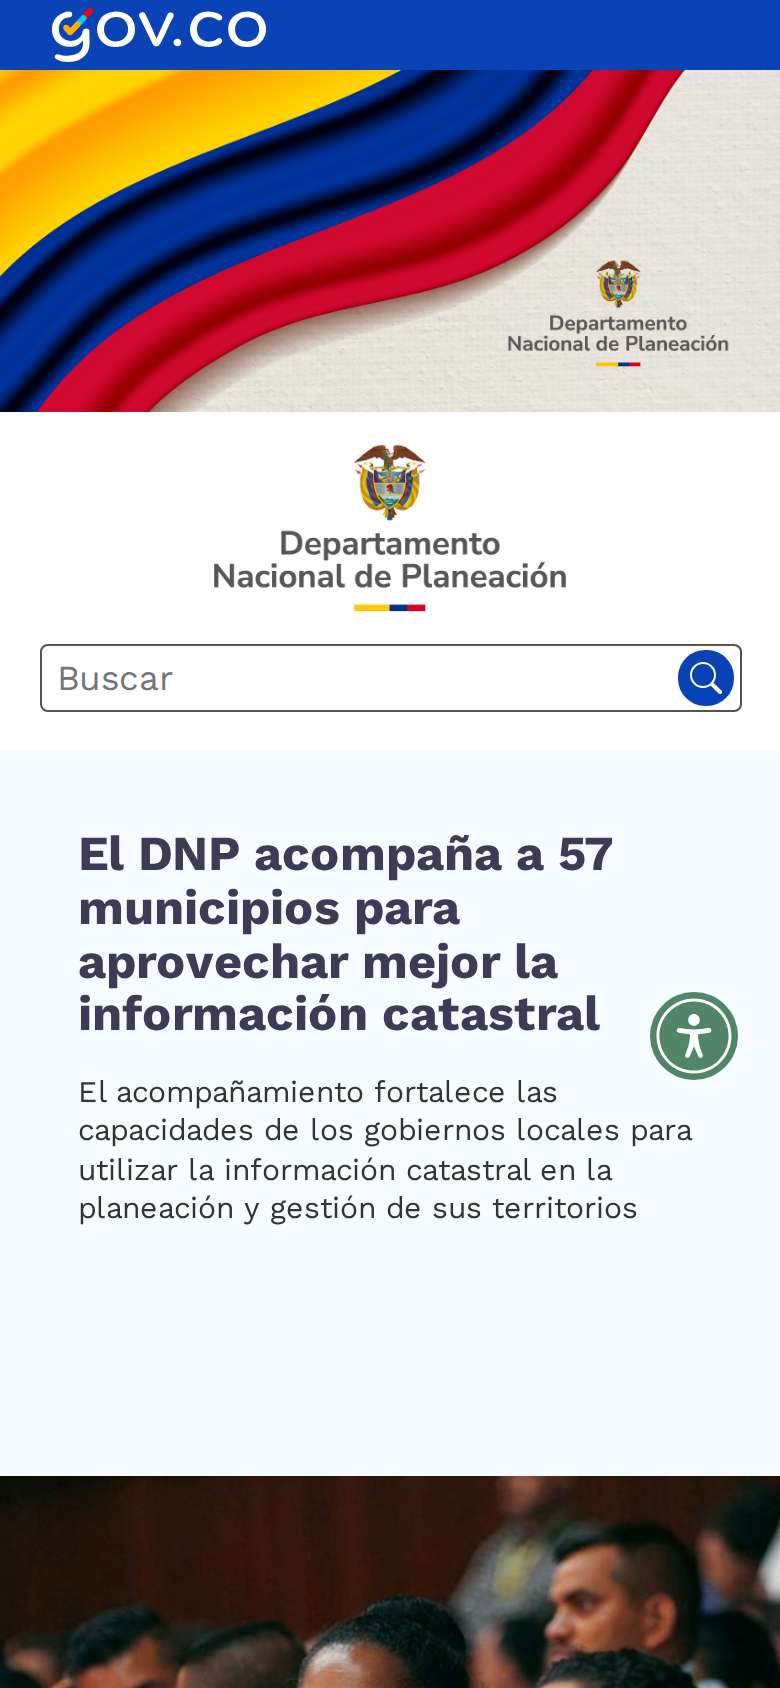 gov.co
Departamento
Nacional de Planeación
Departamento
Nacional de Planeación
Buscar
El DNP acompaña a 57
municipios para
aprovechar mejor la
información catastral
El acompañamiento fortalece las
capacidades de los gobiernos locales para
utilizar la información catastral en la
planeación y gestión de sus territorios